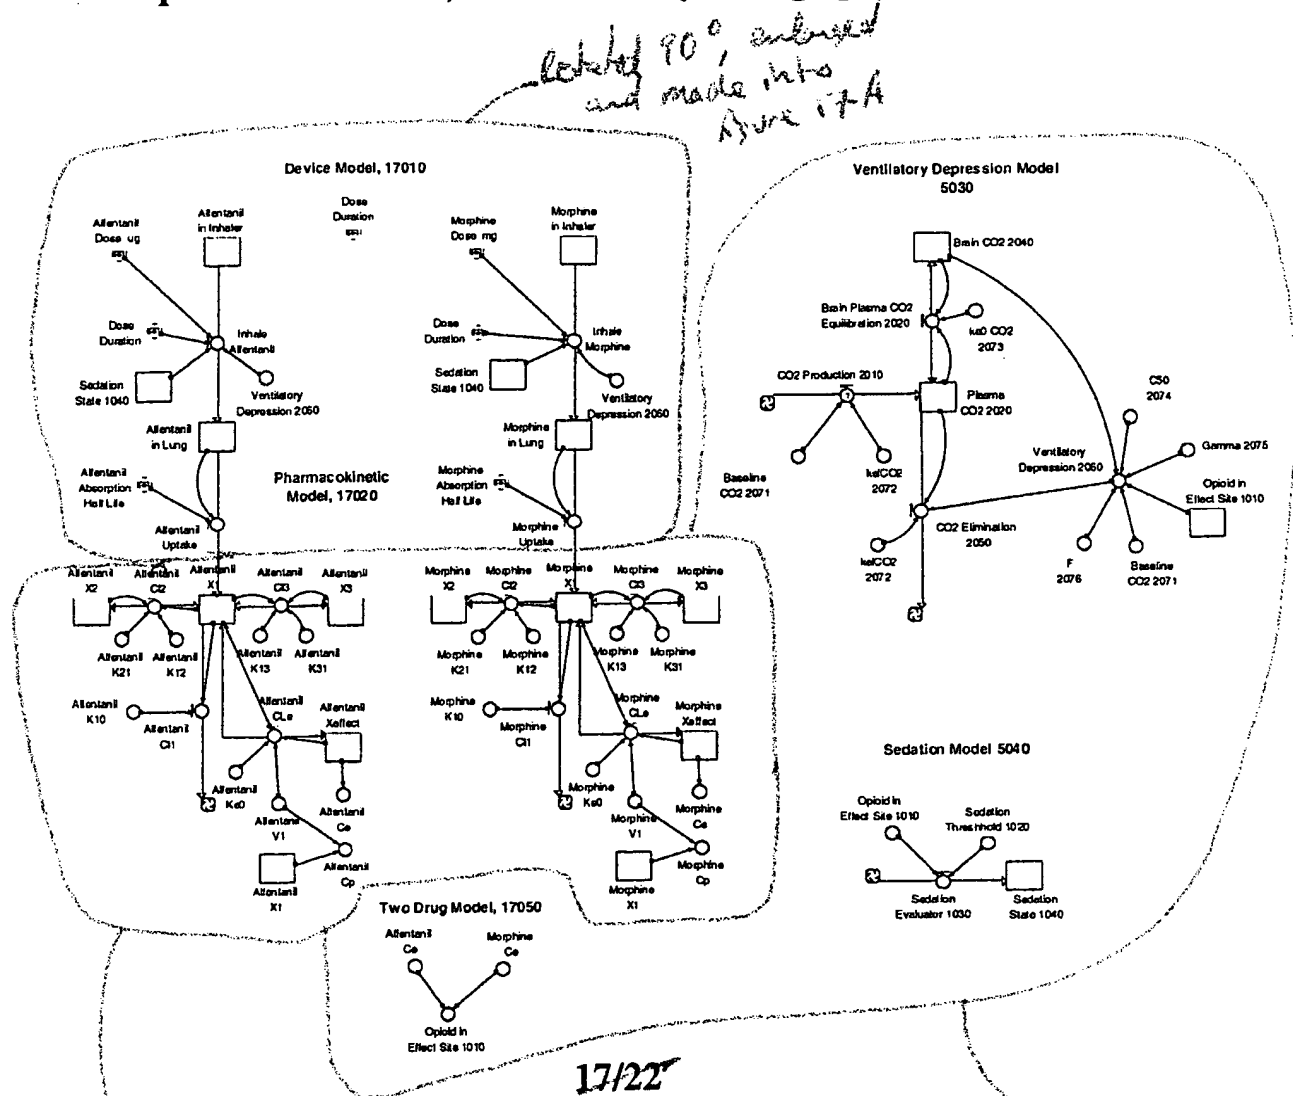 Rotated 90°, enlarged
and made into
figure 17-A
Device Model, 17010
Alfentanil
Dose ug
Alfentanil
in Inhaler
Dose
Duration
Morphine
Dose mg
Morphine
in Inhaler
Dose
Duration
Inhale
Alfentanil
Sedation
State 1040
Ventilatory
Depression 2060
Dose
Duration
Inhale
Morphine
Sedation
State 1040
Ventilatory
Depression 2060
Alfentanil
in Lung
Morphine
in Lung
Alfentanil
Absorption
Half Life
Pharmacokinetic
Model, 17020
Morphine
Absorption
Half Life
Alfentanil
Uptake
Morphine
Uptake
Alfentanil
X2
Alfentanil
Cl2
Alfentanil
X1
Alfentanil
Cl3
Alfentanil
X3
Morphine
X2
Morphine
Cl2
Morphine
X1
Morphine
Cl3
Morphine
X3
Alfentanil
K21
Alfentanil
K12
Alfentanil
K13
Alfentanil
K31
Morphine
K21
Morphine
K12
Morphine
K13
Morphine
K31
Alfentanil
K10
Alfentanil
Cl1
Alfentanil
CLe
Alfentanil
Xeffect
Morphine
K10
Morphine
Cl1
Morphine
CLe
Morphine
Xeffect
Alfentanil
Ke0
Alfentanil
V1
Alfentanil
Ce
Morphine
Ke0
Morphine
V1
Morphine
Ce
Alfentanil
X1
Alfentanil
Cp
Morphine
X1
Morphine
Cp
Two Drug Model, 17050
Alfentanil
Ce
Morphine
Ce
Opioid in
Effect Site 1010
Ventilatory Depression Model
5030
Brain CO2 2040
Brain Plasma CO2
Equilibration 2020
ke0 CO2
2073
CO2 Production 2010
Plasma
CO2 2020
C50
2074
Baseline
CO2 2071
kelCO2
2072
Ventilatory
Depression 2060
Gamma 2075
Opioid in
Effect Site 1010
CO2 Elimination
2050
kelCO2
2072
F
2076
Baseline
CO2 2071
Sedation Model 5040
Opioid in
Effect Site 1010
Sedation
Threshhold 1020
Sedation
Evaluator 1030
Sedation
State 1040
17/22